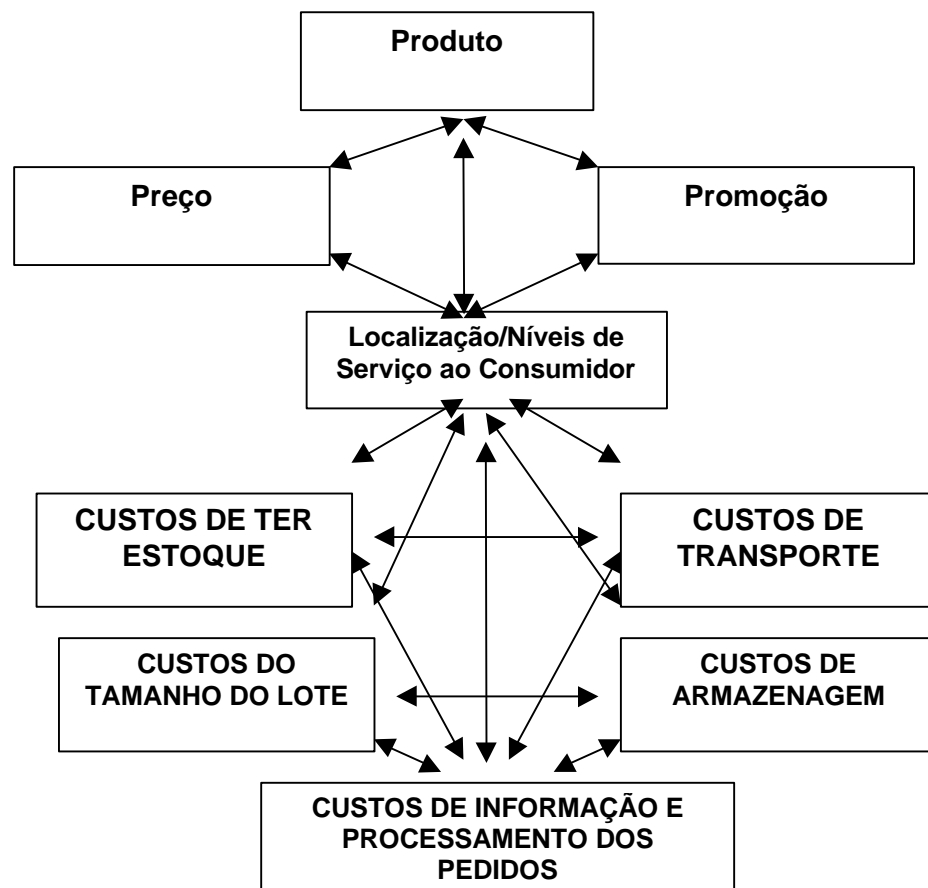 Produto
Preço
Promoção
Localização/Níveis de
Serviço ao Consumidor
CUSTOS DE TER
ESTOQUE
CUSTOS DE
TRANSPORTE
CUSTOS DO
TAMANHO DO LOTE
CUSTOS DE
ARMAZENAGEM
CUSTOS DE INFORMAÇÃO E
PROCESSAMENTO DOS
PEDIDOS